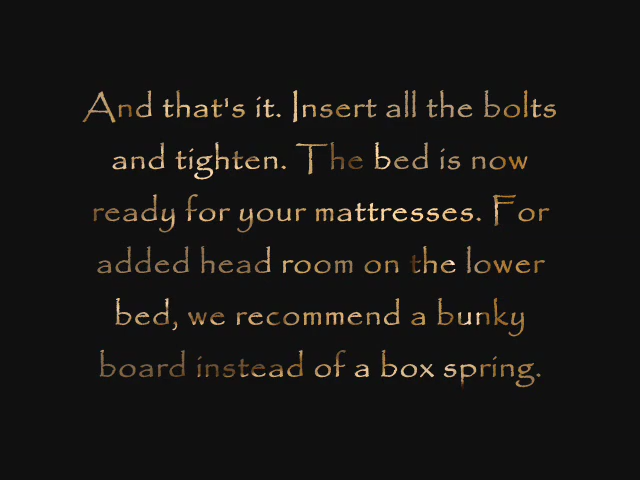 And that's it. Insert all the bolts
and tighten. The bed is now
ready for your mattresses. For
added head room on the lower
bed, we recommend a bunky
board instead of a box spring.